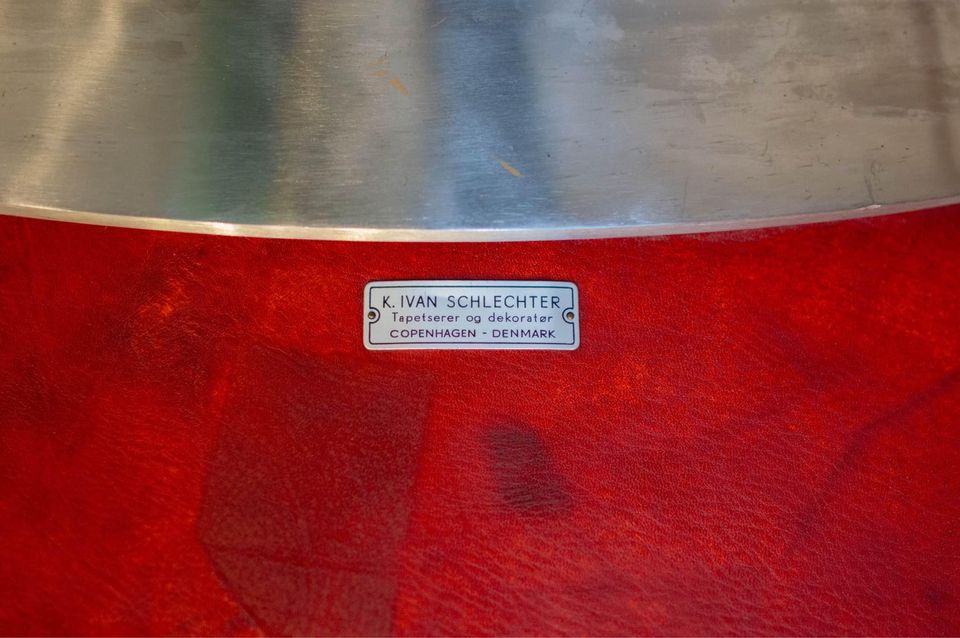 K. IVAN SCHLECHTER
Tapetserer og dekoratør
COPENHAGEN - DENMARK